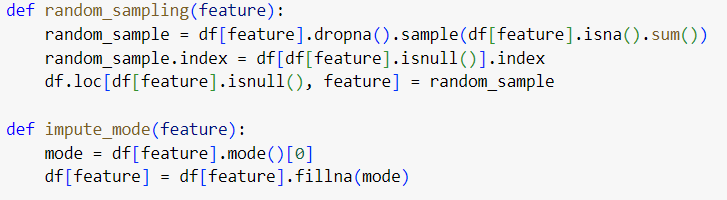 def random_sampling(feature):
    random_sample = df[feature].dropna().sample(df[feature].isna().sum())
    random_sample.index = df[df[feature].isnull()].index
    df.loc[df[feature].isnull(), feature] = random_sample

def impute_mode(feature):
    mode = df[feature].mode()[0]
    df[feature] = df[feature].fillna(mode)